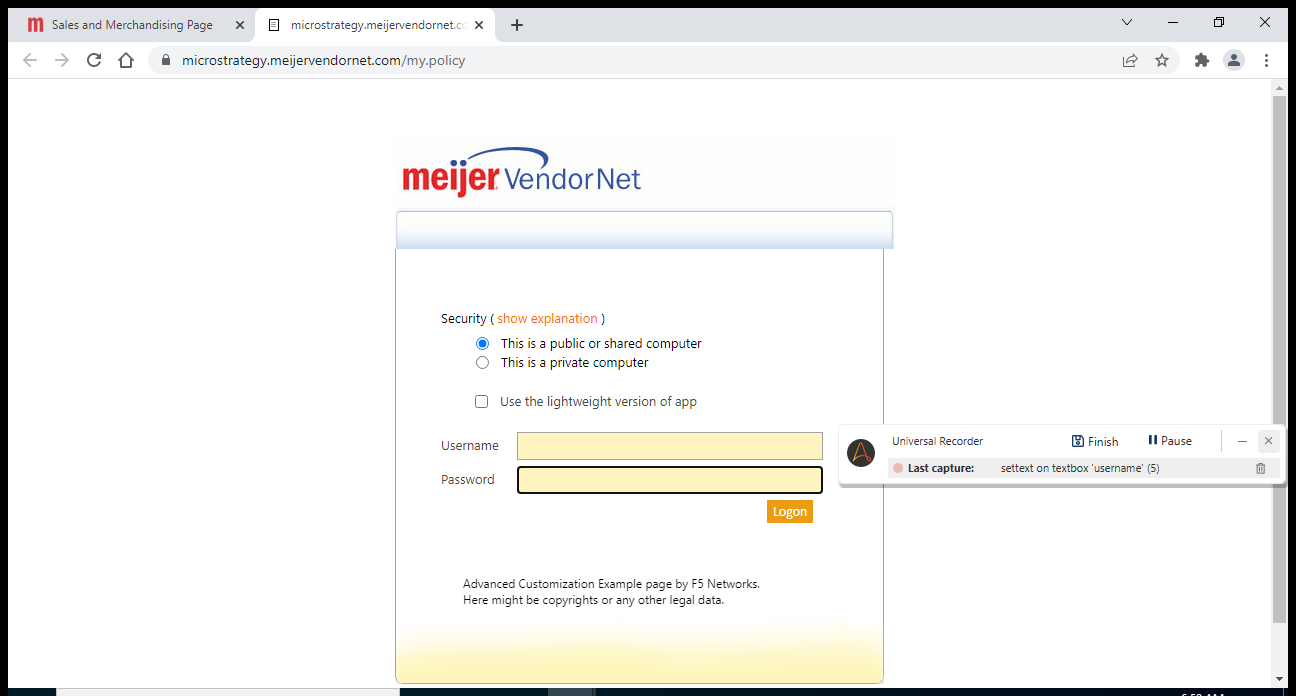 Sales and Merchandising Page
microstrategy.meijervendornet.cc
microstrategy.meijervendornet.com/my.policy
meijer VendorNet
Security ( show explanation )
This is a public or shared computer
This is a private computer
Use the lightweight version of app
Username
Password
Logon
Universal Recorder
Finish
Pause
Last capture: settext on textbox 'username' (5)
Advanced Customization Example page by F5 Networks.
Here might be copyrights or any other legal data.